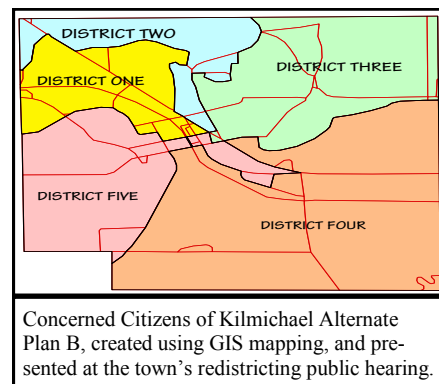 DISTRICT TWO
DISTRICT THREE
DISTRICT ONE
DISTRICT FIVE
DISTRICT FOUR
Concerned Citizens of Kilmichael Alternate
Plan B, created using GIS mapping, and pre-
sented at the town's redistricting public hearing.